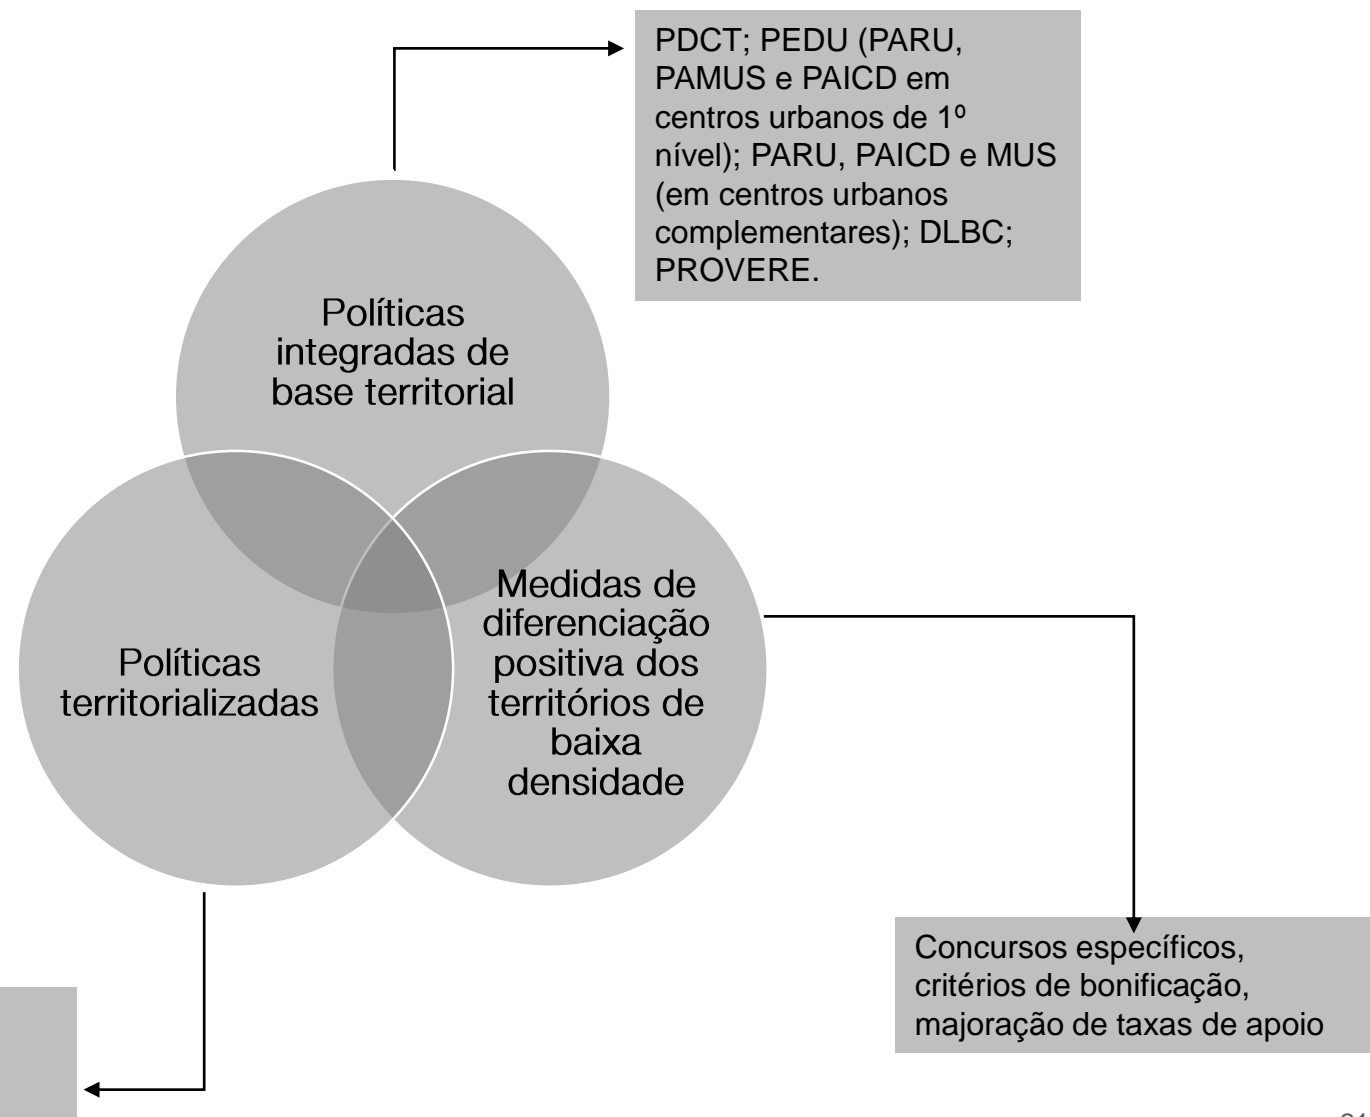 PDCT; PEDU (PARU,
PAMUS e PAICD em
centros urbanos de 1º
nível); PARU, PAICD e MUS
(em centros urbanos
complementares); DLBC;
PROVERE.
Políticas
integradas de
base territorial
Políticas
territorializadas
Medidas de
diferenciação
positiva dos
territórios de
baixa
densidade
Concursos específicos,
critérios de bonificação,
majoração de taxas de apoio